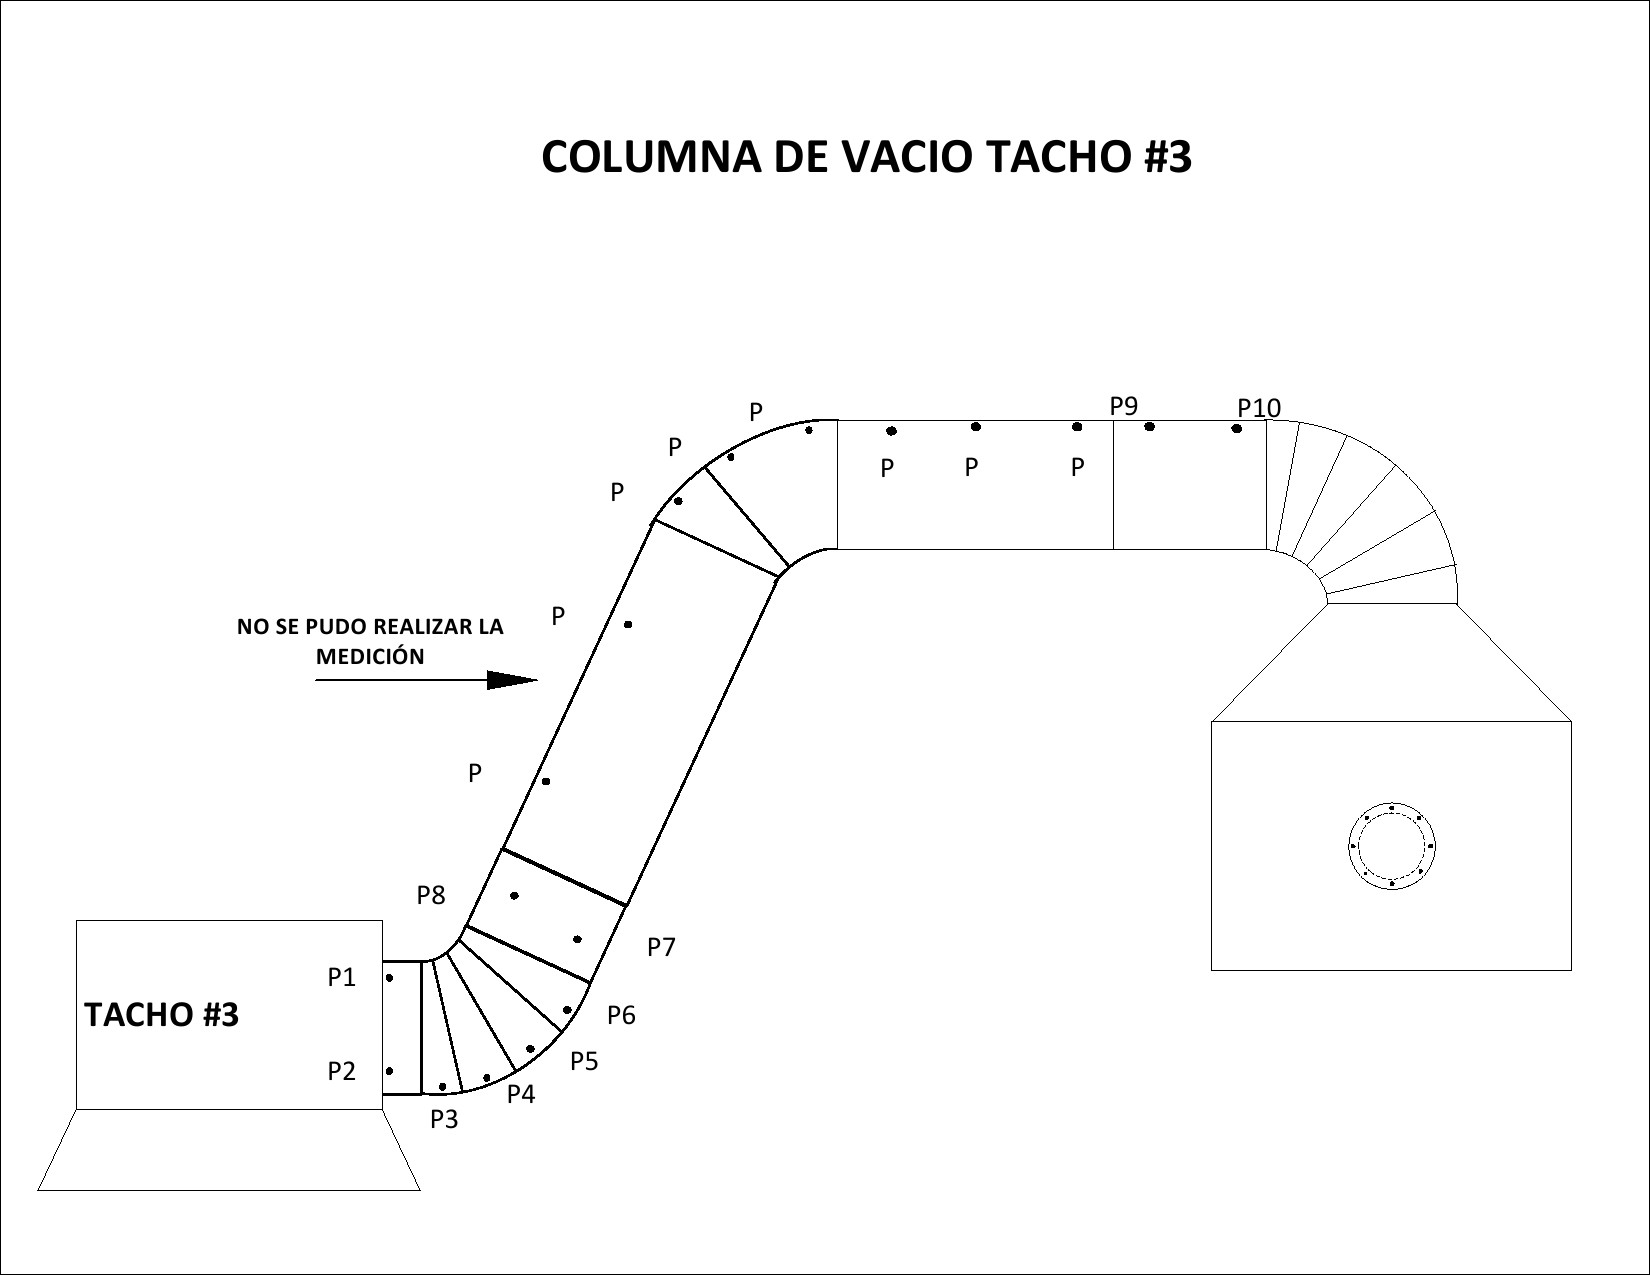 COLUMNA DE VACIO TACHO #3
P9
P10
P
P
P
P
P
P
P
NO SE PUDO REALIZAR LA
MEDICIÓN
P
P8
P7
P1
TACHO #3
P6
P5
P2
P4
P3